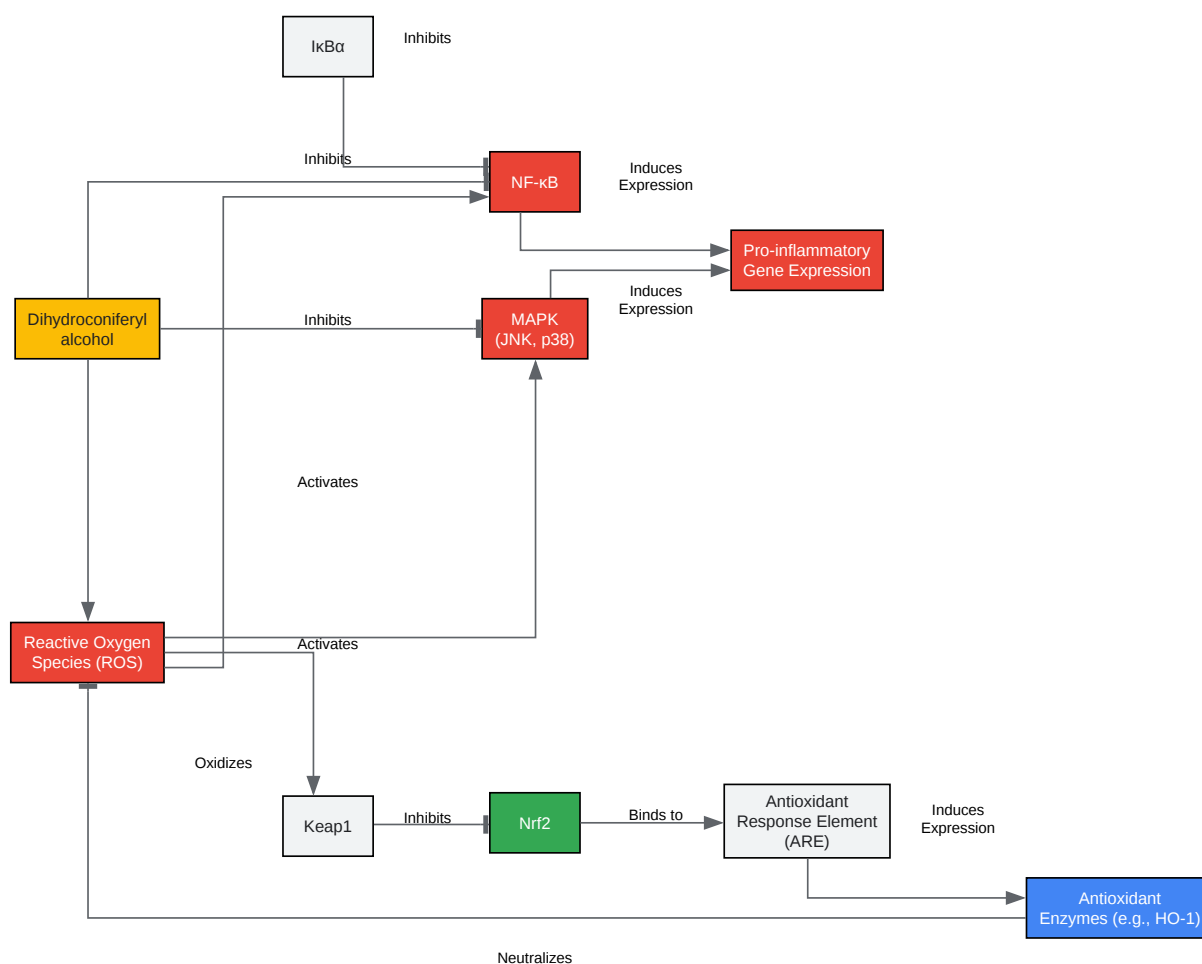 IκBα
Inhibits
Inhibits
NF-κB
Induces
Expression
Pro-inflammatory
Gene Expression
Dihydroconiferyl
alcohol
Inhibits
MAPK
(JNK, p38)
Induces
Expression
Activates
Reactive Oxygen
Species (ROS)
Activates
Oxidizes
Keap1
Inhibits
Nrf2
Binds to
Antioxidant
Response Element
(ARE)
Induces
Expression
Antioxidant
Enzymes (e.g., HO-1)
Neutralizes